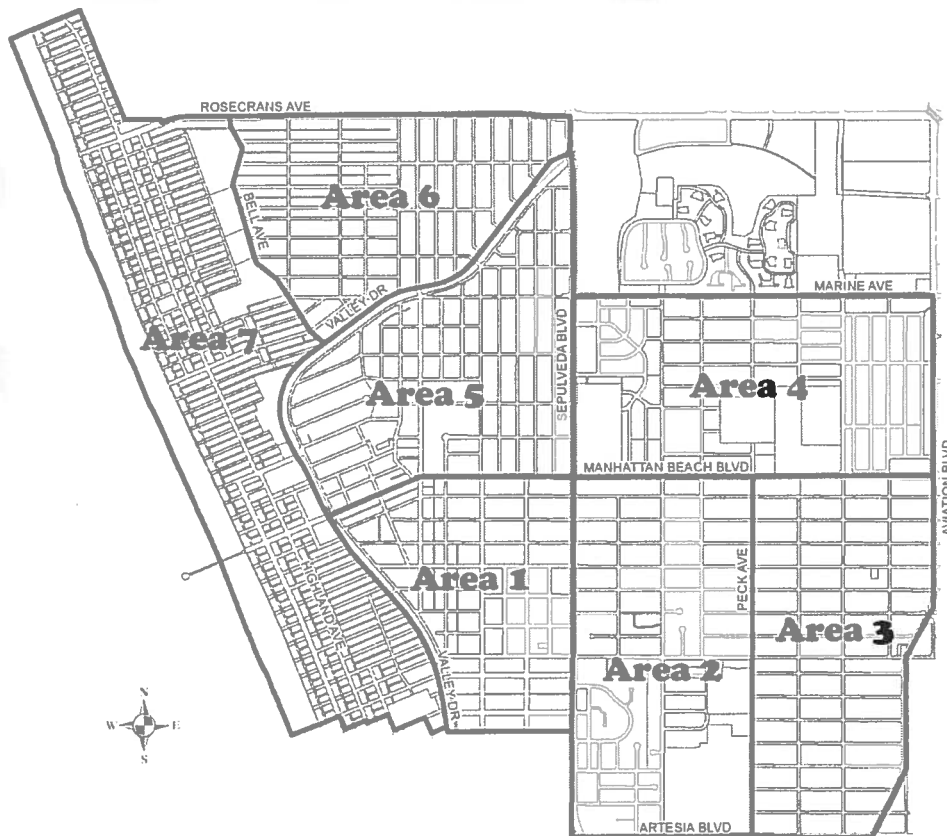 ROSECRANS AVE
Area 6
BELL AVE
VALLEY DR
MARINE AVE
Area 7
SEPULVEDA BLVD
Area 5
Area 4
MANHATTAN BEACH BLVD
AVIATION BLVD
HIGHLAND AVE
Area 1
PECK AVE
Area 3
VALLEY DR
Area 2
N
W E
S
ARTESIA BLVD